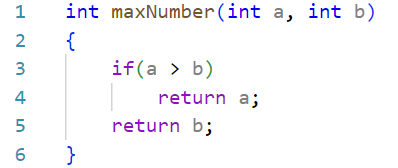 1 int maxNumber(int a, int b)
2 {
3     if(a > b)
4         return a;
5     return b;
6 }